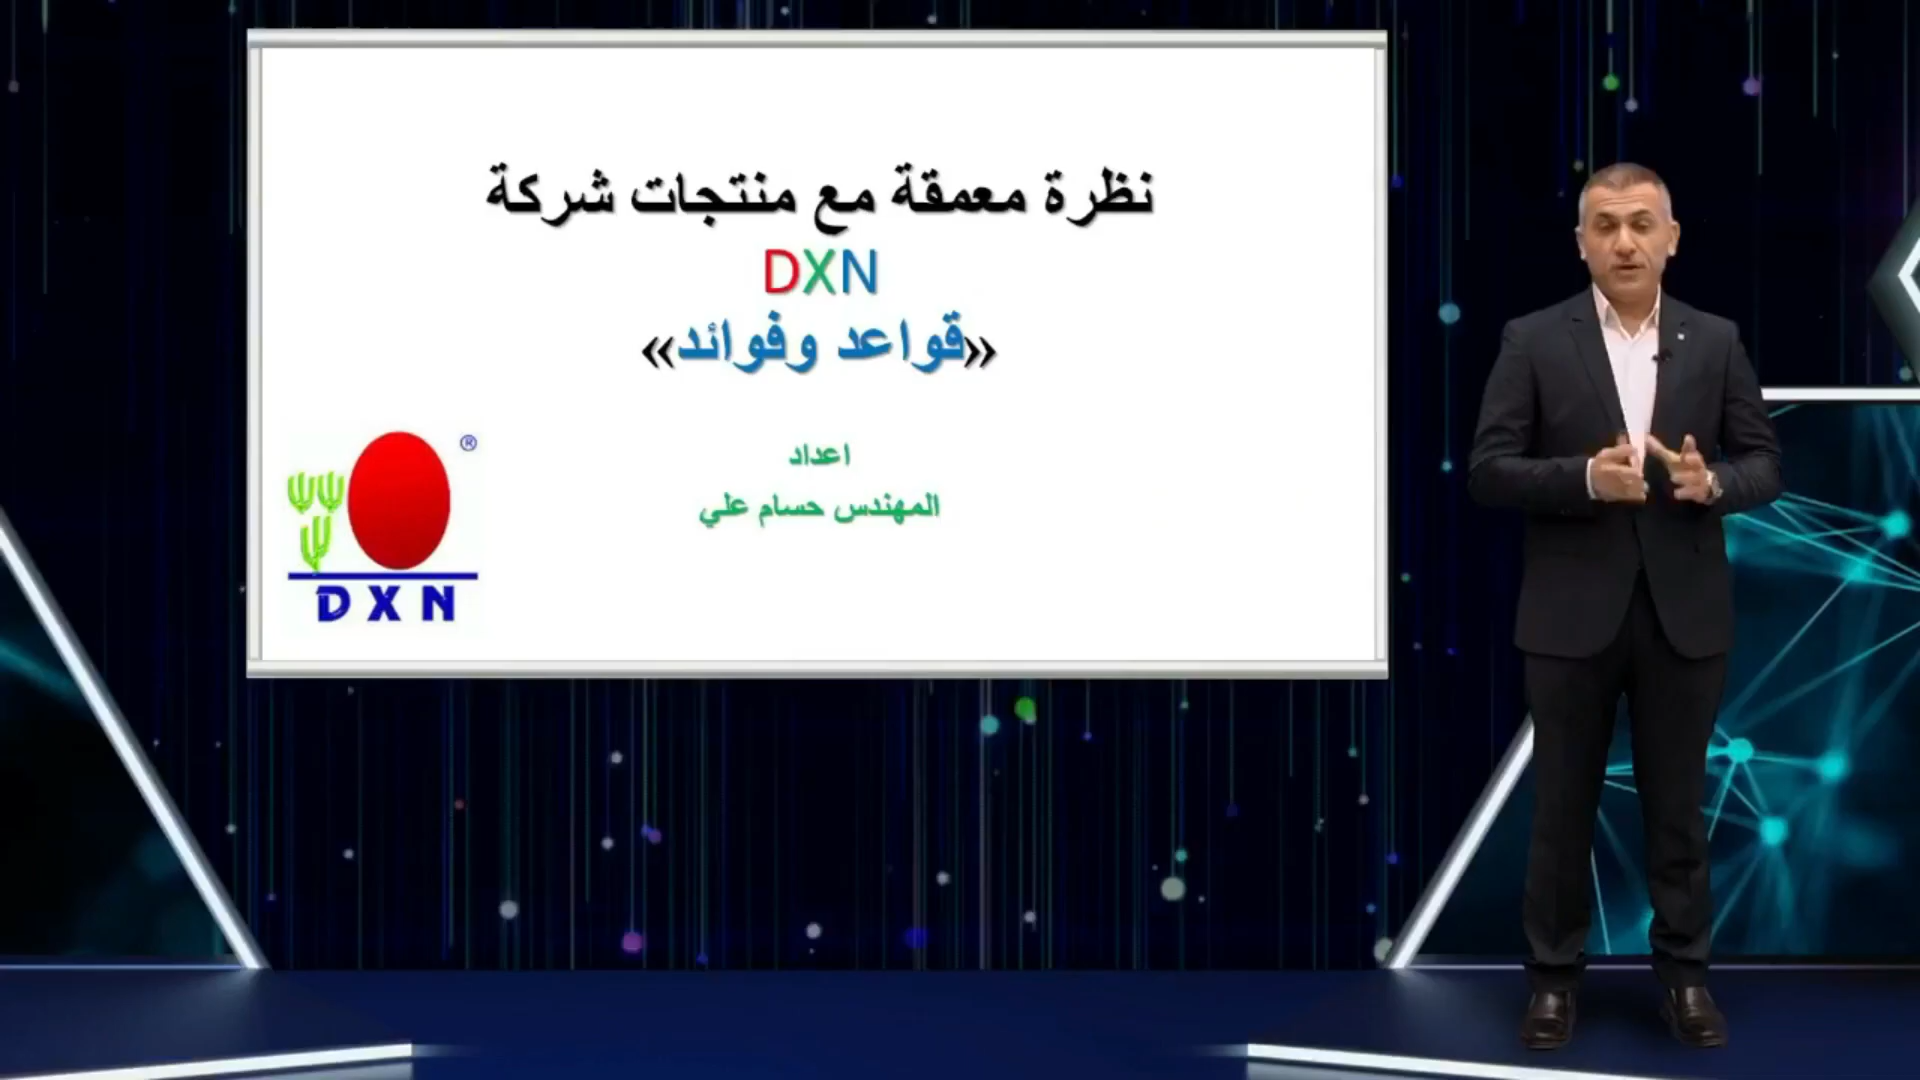 نظرة معمقة مع منتجات شركة
DXN
«قواعد وفوائد»
اعداد
المهندس حسام علي
®
DXN